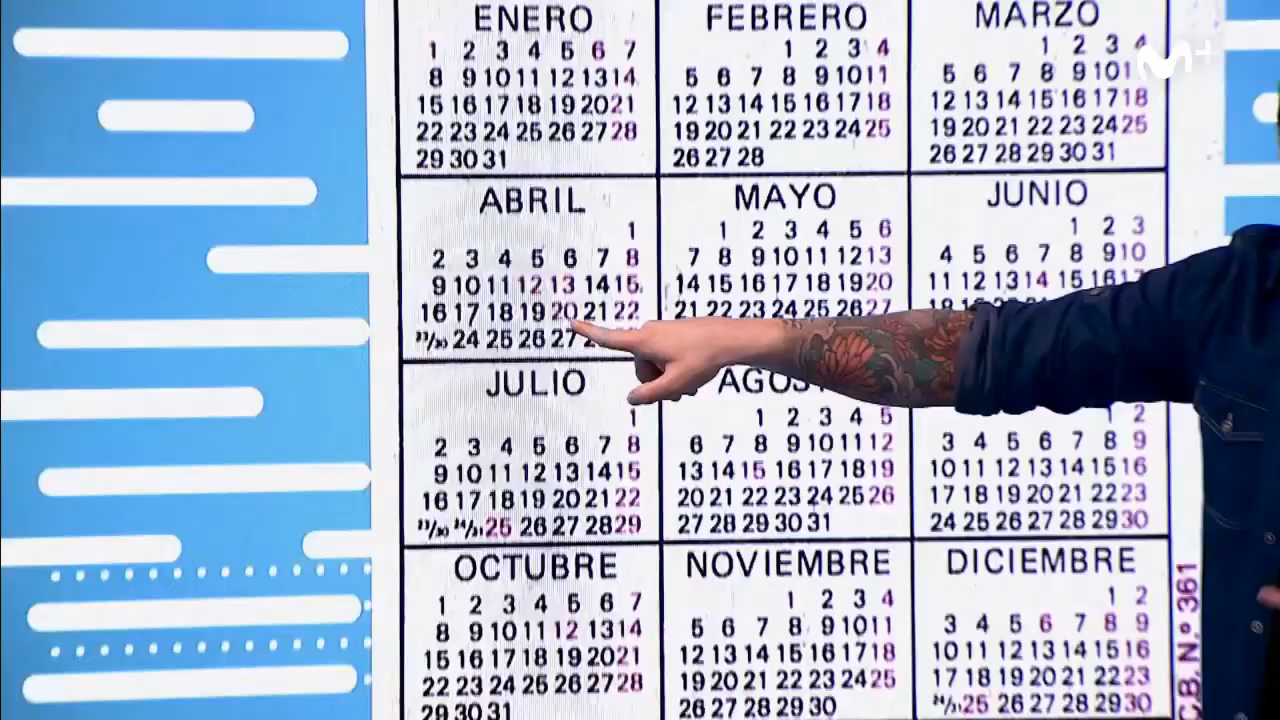 ENERO
1 2 3 4 5 6 7
8 9 10 11 12 13 14
15 16 17 18 19 20 21
22 23 24 25 26 27 28
29 30 31
FEBRERO
1 2 3 4
5 6 7 8 9 10 11
12 13 14 15 16 17 18
19 20 21 22 23 24 25
26 27 28
MARZO
1 2 3 4
5 6 7 8 9 10 1
12 13 14 15 16 17 18
19 20 21 22 23 24 25
26 27 28 29 30 31
M+
ABRIL
1
2 3 4 5 6 7 8
9 10 11 12 13 14 15
16 17 18 19 20 21 22
23/30 24 25 26 27
MAYO
1 2 3 4 5 6
7 8 9 10 11 12 13
14 15 16 17 18 19 20
21 22 23 24 25 26 27
JUNIO
1 2 3
4 5 6 7 8 9 10
11 12 13 14 15 16
18
JULIO
1
2 3 4 5 6 7 8
9 10 11 12 13 14 15
16 17 18 19 20 21 22
23/30 24/31 25 26 27 28 29
1 2 3 4 5
6 7 8 9 10 11 12
13 14 15 16 17 18 19
20 21 22 23 24 25 26
27 28 29 30 31
1 2
3 4 5 6 7 8 9
10 11 12 13 14 15 16
17 18 19 20 21 22 23
24 25 26 27 28 29 30
OCTUBRE
1 2 3 4 5 6 7
8 9 10 11 12 13 14
15 16 17 18 19 20 21
22 23 24 25 26 27 28
29 30 31
NOVIEMBRE
1 2 3 4
5 6 7 8 9 10 11
12 13 14 15 16 17 18
19 20 21 22 23 24 25
26 27 28 29 30
DICIEMBRE
1 2
3 4 5 6 7 8 9
10 11 12 13 14 15 16
17 18 19 20 21 22 23
24/31 25 26 27 28 29 30
C.B. N.º 361